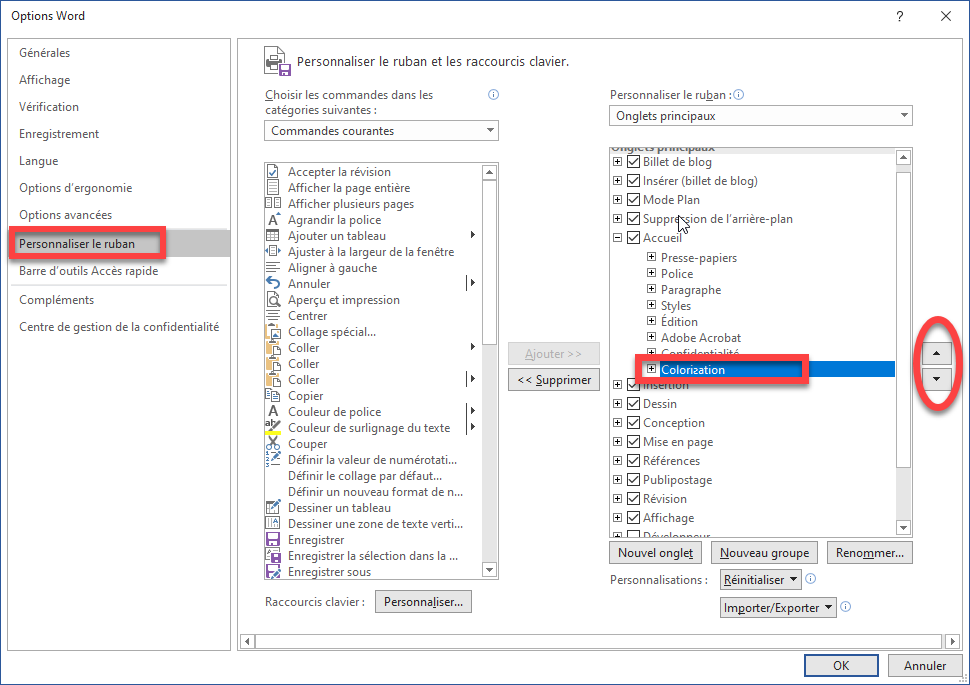 Options Word
?
Générales
Affichage
Vérification
Enregistrement
Langue
Options d'ergonomie
Options avancées
Personnaliser le ruban
Barre d'outils Accès rapide
Compléments
Centre de gestion de la confidentialité
Personnaliser le ruban et les raccourcis clavier.
Choisir les commandes dans les
catégories suivantes :
Commandes courantes
Accepter la révision
Afficher la page entière
Afficher plusieurs pages
Agrandir la police
Ajouter un tableau
Ajuster à la largeur de la fenêtre
Aligner à gauche
Annuler
Aperçu et impression
Centrer
Collage spécial...
Coller
Coller
Coller
Copier
Couleur de police
Couleur de surlignage du texte
Couper
Définir la valeur de numérotati...
Définir le collage par défaut...
Définir un nouveau format de n...
Dessiner un tableau
Dessiner une zone de texte verti...
Enregistrer
Enregistrer la sélection dans la ...
Enregistrer sous
Raccourcis clavier :
Personnaliser...
Ajouter >>
<< Supprimer
Personnaliser le ruban :
Onglets principaux
Onglets principaux
Billet de blog
Insérer (billet de blog)
Mode Plan
Suppression de l'arrière-plan
Accueil
Presse-papiers
Police
Paragraphe
Styles
Édition
Adobe Acrobat
Confidentialité
Colorization
Insertion
Dessin
Conception
Mise en page
Références
Publipostage
Révision
Affichage
Développeur
Nouvel onglet
Nouveau groupe
Renommer...
Personnalisations :
Réinitialiser
Importer/Exporter
OK
Annuler